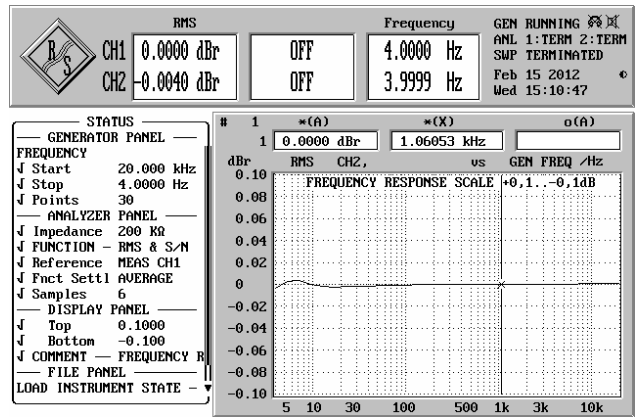 RMS Frequency GEN RUNNING
R&S CH1 0.0000 dBr OFF 4.0000 Hz ANL 1:TERM 2:TERM
SWP TERMINATED
CH2 -0.0040 dBr OFF 3.9999 Hz Feb 15 2012
Wed 15:10:47
STATUS
GENERATOR PANEL
FREQUENCY
√ Start 20.000 kHz
√ Stop 4.0000 Hz
√ Points 30
ANALYZER PANEL
√ Impedance 200 KΩ
√ FUNCTION – RMS & S/N
√ Reference MEAS CH1
√ Fnct Settl AVERAGE
√ Samples 6
DISPLAY PANEL
√ Top 0.1000
√ Bottom -0.100
√ COMMENT — FREQUENCY R
FILE PANEL
LOAD INSTRUMENT STATE –
# 1 *(A) *(X) o(A)
1 0.0000 dBr 1.06053 kHz
dBr RMS CH2, vs GEN FREQ /Hz
FREQUENCY RESPONSE SCALE +0,1..-0,1dB
0.10
0.08
0.06
0.04
0.02
0
-0.02
-0.04
-0.06
-0.08
-0.10
5 10 30 100 500 1k 3k 10k